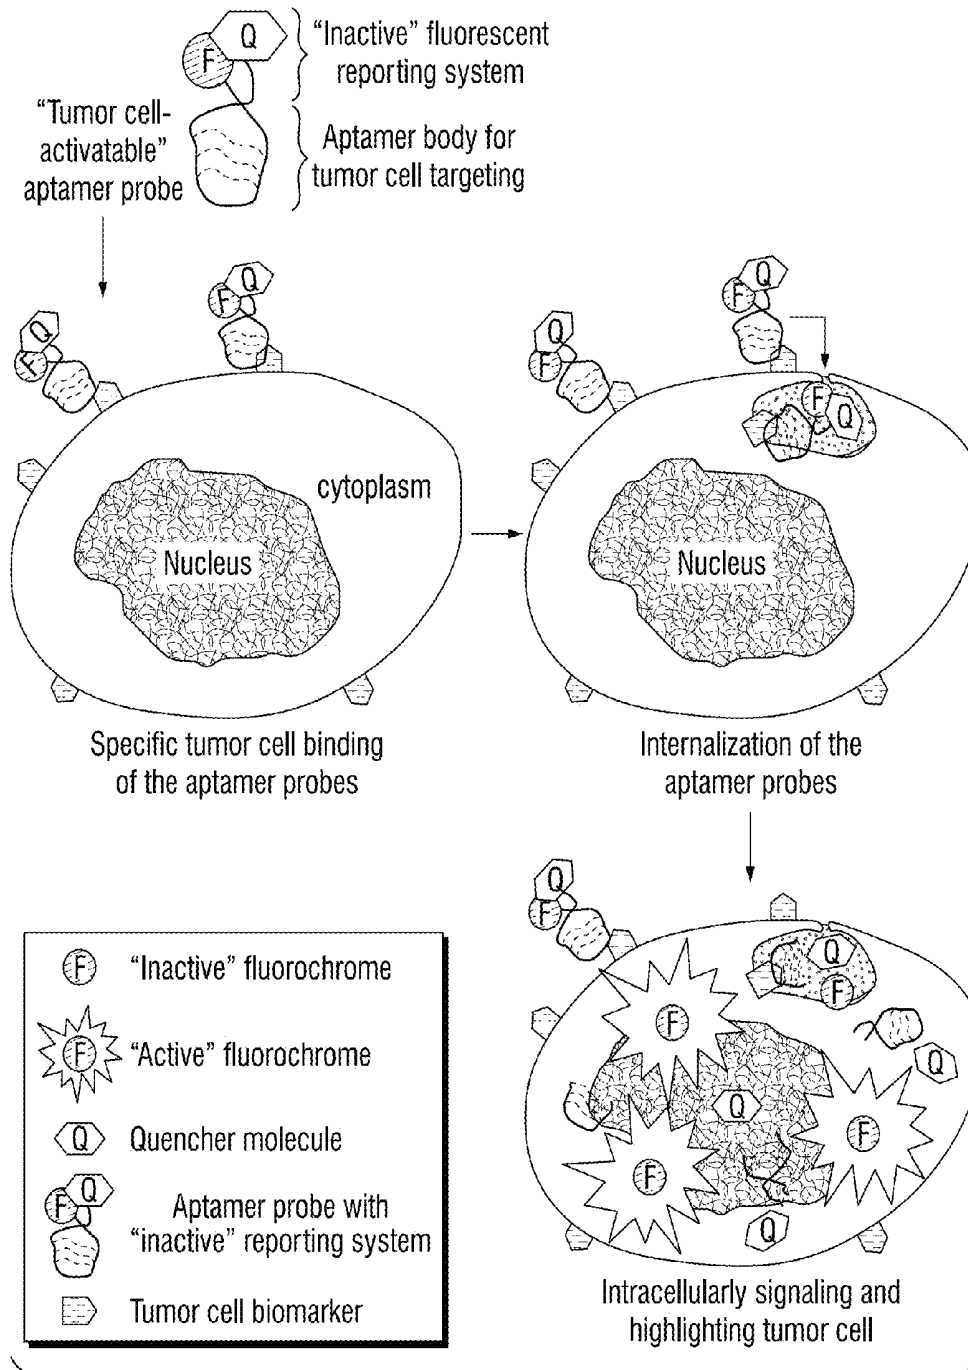 Q
F
“Inactive” fluorescent
reporting system
“Tumor cell-
activatable”
aptamer probe
Aptamer body for
tumor cell targeting
Q
F
Q
F
cytoplasm
Nucleus
Specific tumor cell binding
of the aptamer probes
Q
F
Q
F
F
Q
Nucleus
Internalization of the
aptamer probes
Q
F
Q
F
F
Q
Q
F
F
Q
Intracellularly signaling and
highlighting tumor cell
F
“Inactive” fluorochrome
F
“Active” fluorochrome
Q
Quencher molecule
F
Q
Aptamer probe with
“inactive” reporting system
Tumor cell biomarker